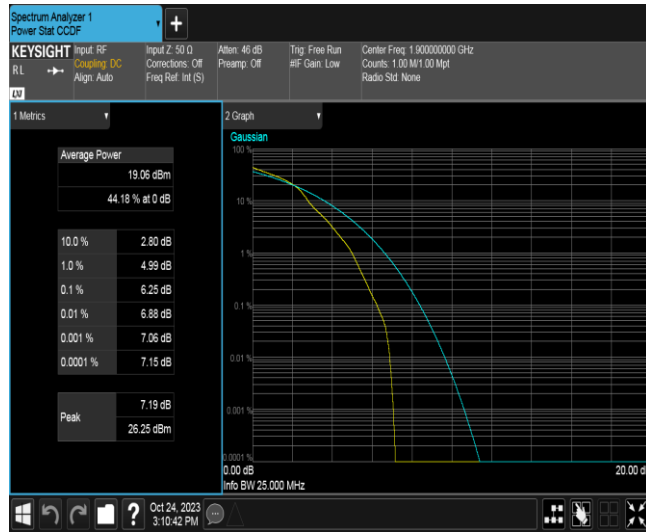 Spectrum Analyzer 1
Power Stat CCDF
+
KEYSIGHT
RL
LXI
Input: RF
Coupling: DC
Align: Auto
Input Z: 50 Ω
Corrections: Off
Freq Ref: Int (S)
Atten: 46 dB
Preamp: Off
Trig: Free Run
#IF Gain: Low
Center Freq: 1.900000000 GHz
Counts: 1.00 M/1.00 Mpt
Radio Std: None
1 Metrics
Average Power
19.06 dBm
44.18 % at 0 dB
10.0 % 2.80 dB
1.0 % 4.99 dB
0.1 % 6.25 dB
0.01 % 6.88 dB
0.001 % 7.06 dB
0.0001 % 7.15 dB
Peak
7.19 dB
26.25 dBm
2 Graph
Gaussian
100 %
10 %
1 %
0.1 %
0.01 %
0.001 %
0.0001 %
0.00 dB
20.00 d
Info BW 25.000 MHz
?
Oct 24, 2023
3:10:42 PM